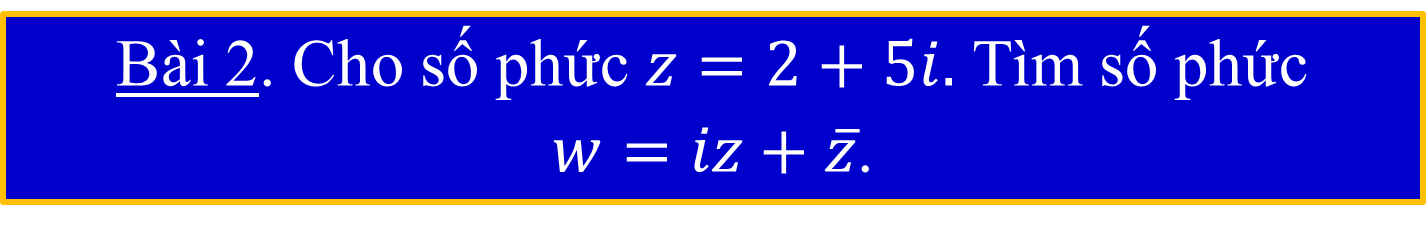 Bài 2. Cho số phức 𝑧 = 2 + 5𝑖. Tìm số phức
𝑤 = 𝑖𝑧 + 𝑧̅.